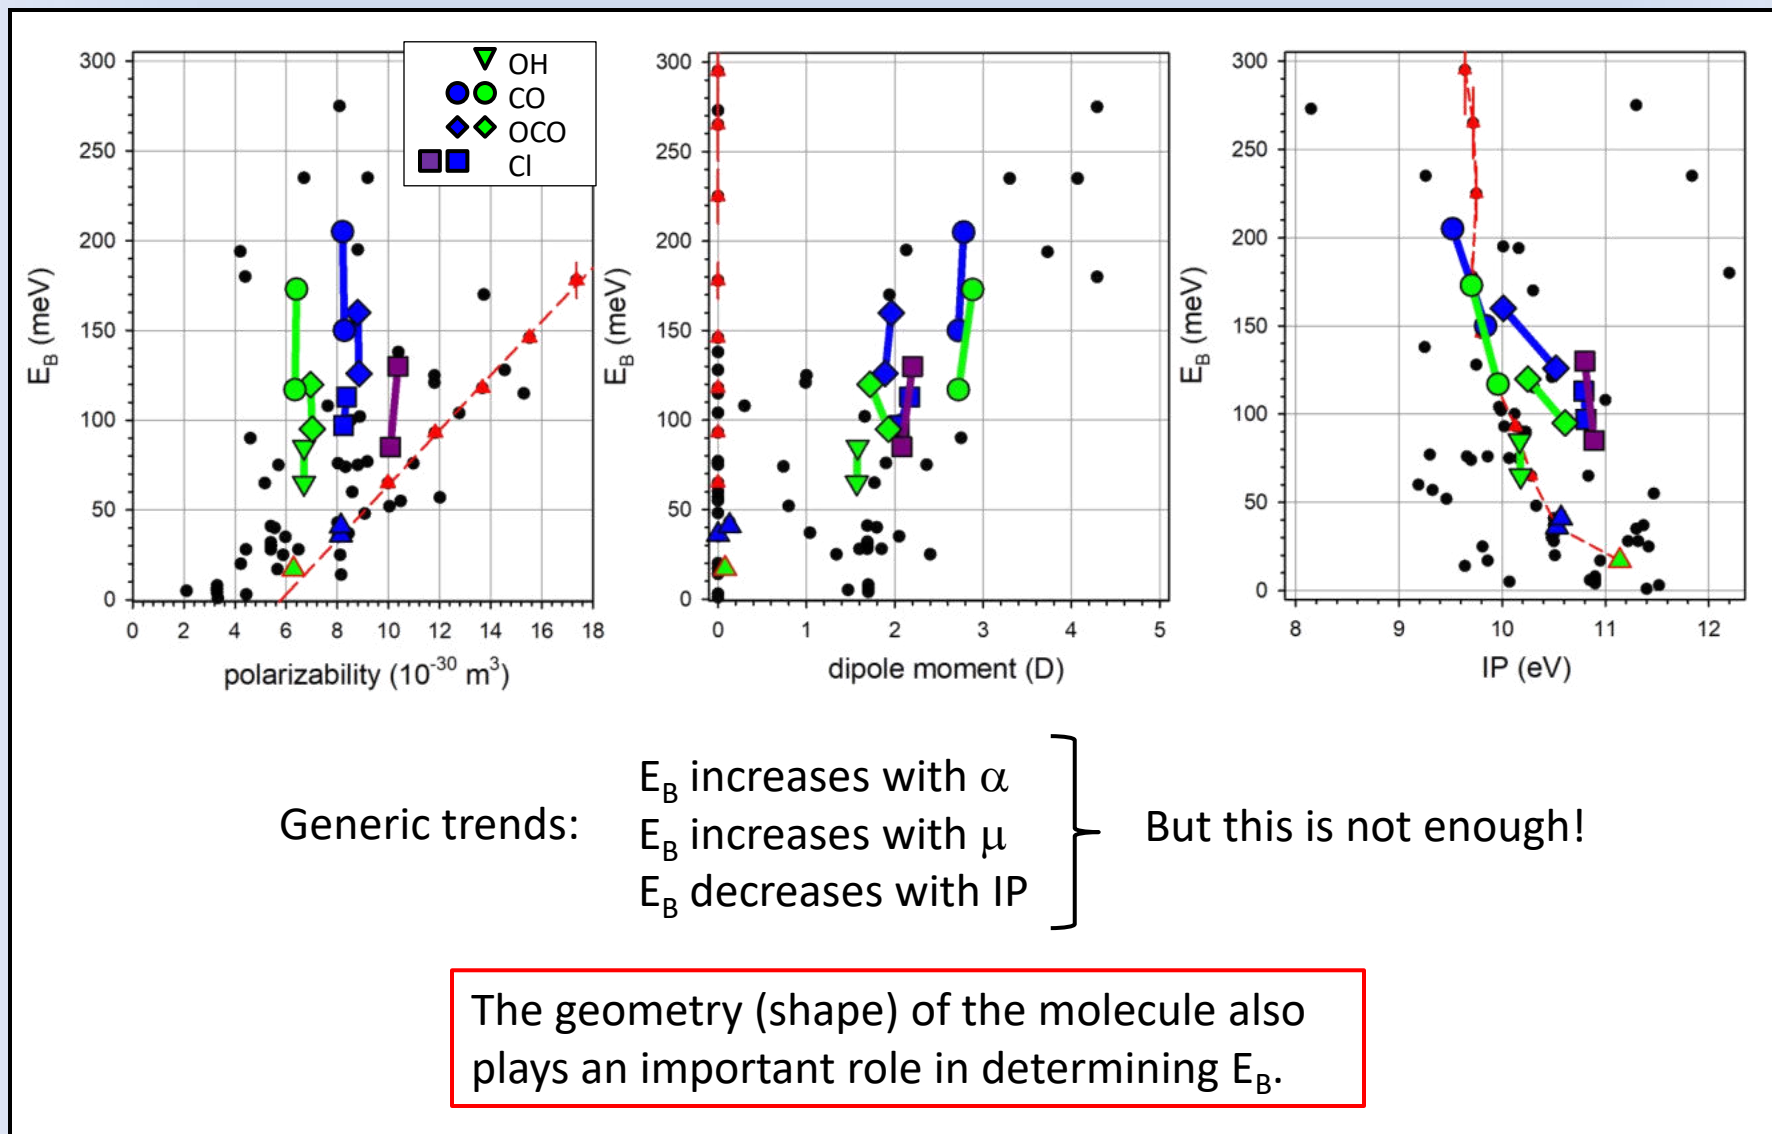 OH
CO
OCO
Cl
300
250
200
150
100
50
0
E_B (meV)
0 2 4 6 8 10 12 14 16 18
polarizability (10^-30 m^3)
300
250
200
150
100
50
0
E_B (meV)
0 1 2 3 4 5
dipole moment (D)
300
250
200
150
100
50
0
E_B (meV)
8 9 10 11 12
IP (eV)
Generic trends:
E_B increases with α
E_B increases with μ
E_B decreases with IP
But this is not enough!
The geometry (shape) of the molecule also
plays an important role in determining E_B.